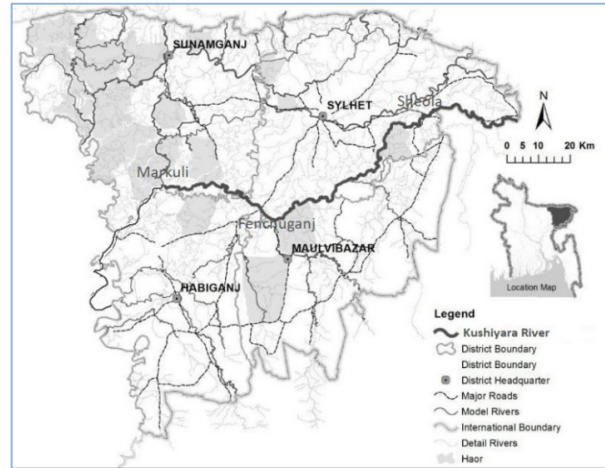 SUNAMGANJ
SYLHET
Sheola
N
0 5 10 20 Km
Markuli
Fenchuganj
MAULVIBAZAR
HABIGANJ
Location Map
Legend
Kushiyara River
District Boundary
District Boundary
District Headquarter
Major Roads
Model Rivers
International Boundary
Detail Rivers
Haor